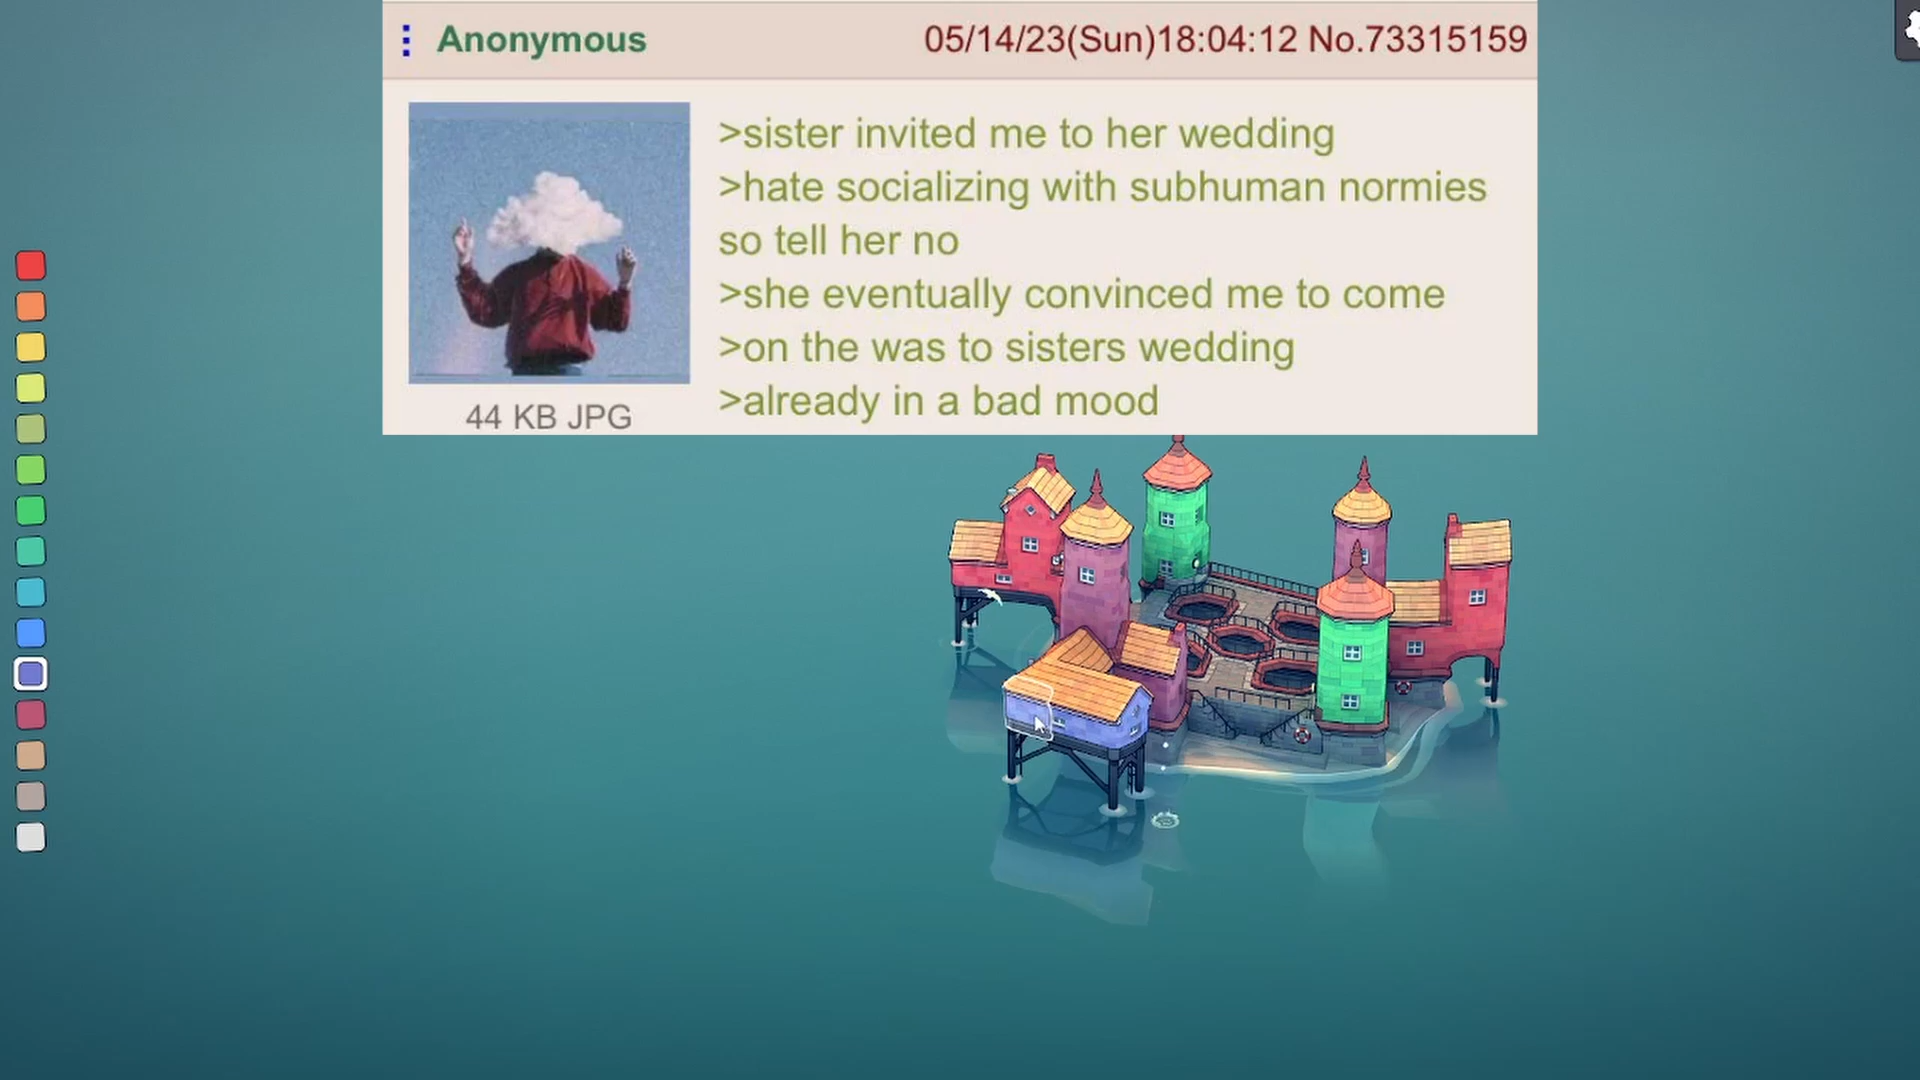 Anonymous 05/14/23(Sun)18:04:12 No.73315159
>sister invited me to her wedding
>hate socializing with subhuman normies
so tell her no
>she eventually convinced me to come
>on the was to sisters wedding
>already in a bad mood
44 KB JPG